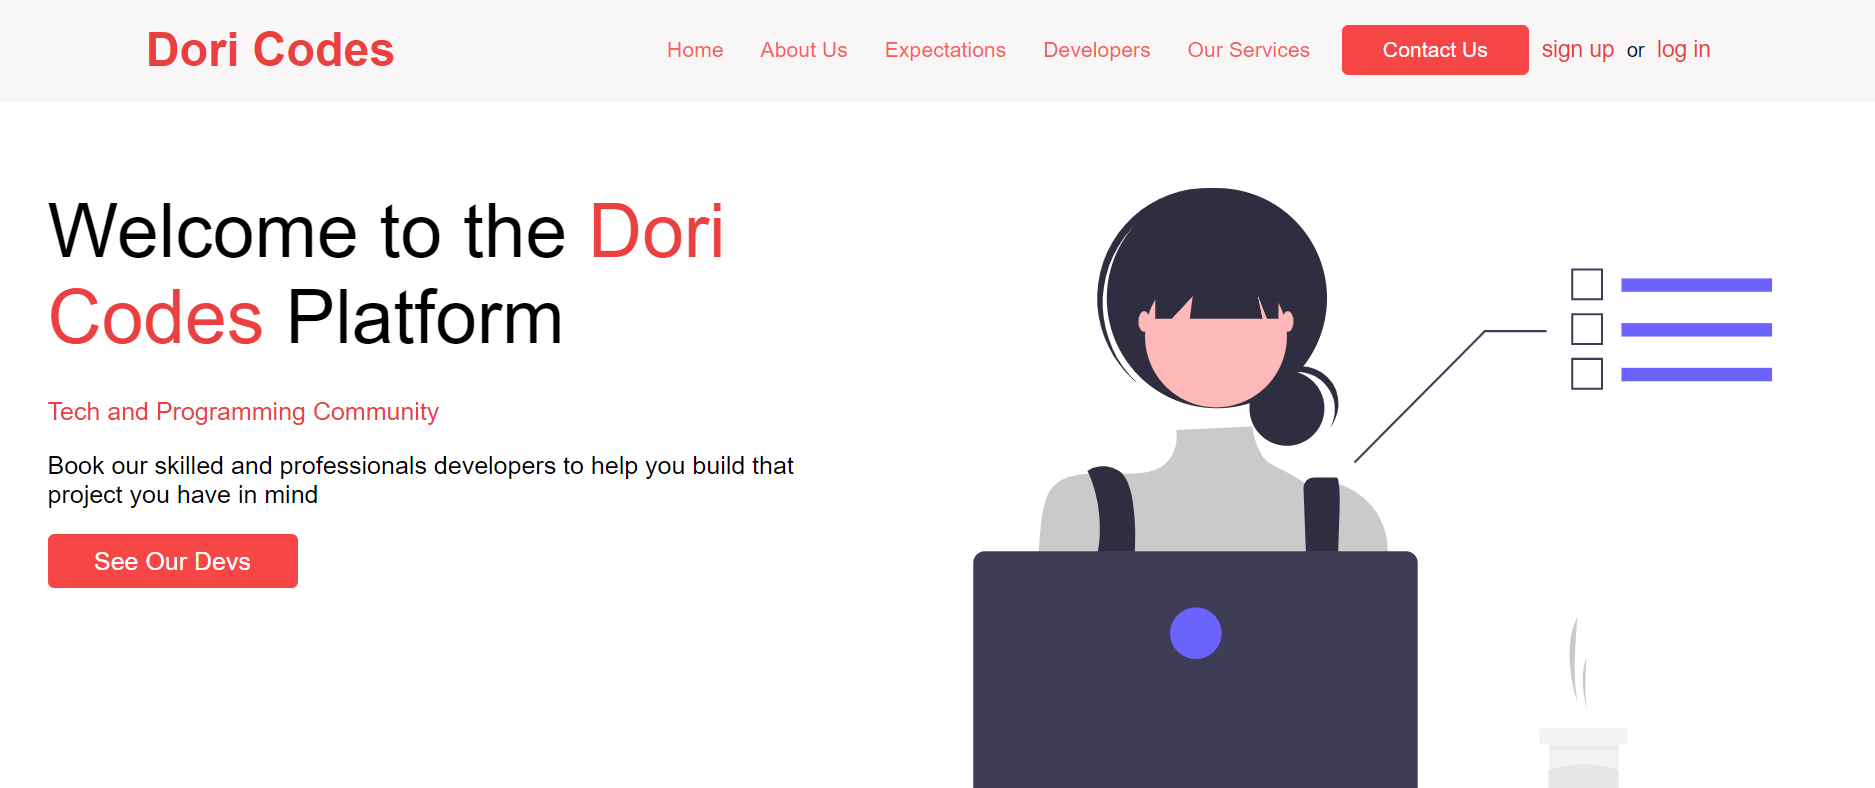 Dori Codes
Home About Us Expectations Developers Our Services Contact Us sign up or log in
Welcome to the Dori
Codes Platform
Tech and Programming Community
Book our skilled and professionals developers to help you build that
project you have in mind
See Our Devs